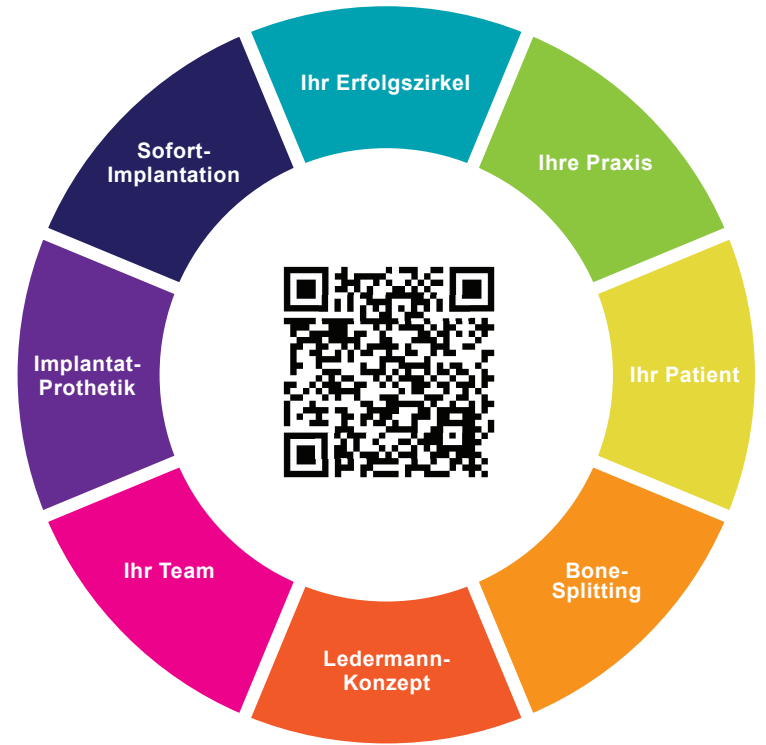 Ihr Erfolgszirkel
Ihre Praxis
Ihr Patient
Bone-
Splitting
Ledermann-
Konzept
Ihr Team
Implantat-
Prothetik
Sofort-
Implantation